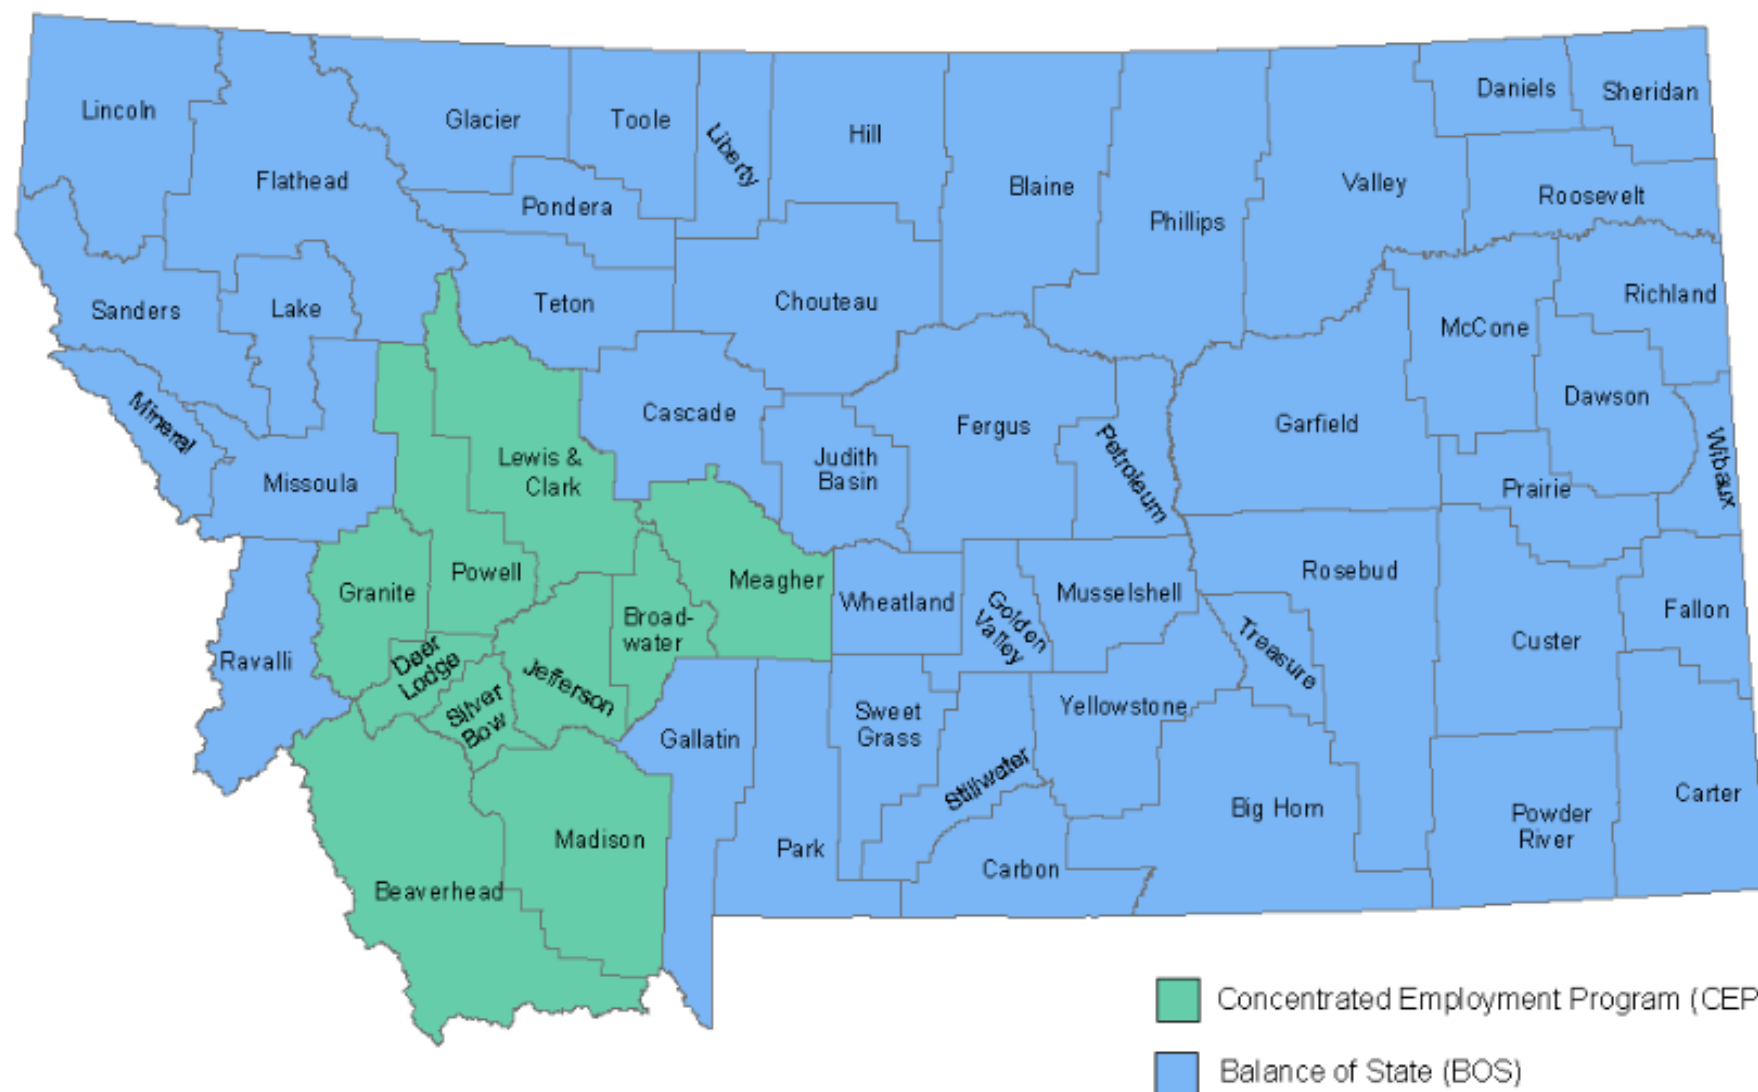 Lincoln
Flathead
Glacier
Toole
Liberty
Hill
Blaine
Phillips
Valley
Daniels
Sheridan
Roosevelt
Pondera
Sanders
Lake
Teton
Chouteau
McCone
Richland
Mineral
Missoula
Cascade
Judith
Basin
Fergus
Petroleum
Garfield
Dawson
Prairie
Wibaux
Lewis &
Clark
Powell
Granite
Meagher
Broad-
water
Wheatland
Golden
Valley
Musselshell
Rosebud
Treasure
Custer
Fallon
Ravalli
Deer
Lodge
Silver
Bow
Jefferson
Gallatin
Sweet
Grass
Stillwater
Yellowstone
Big Horn
Powder
River
Carter
Beaverhead
Madison
Park
Carbon
Concentrated Employment Program (CEP
Balance of State (BOS)